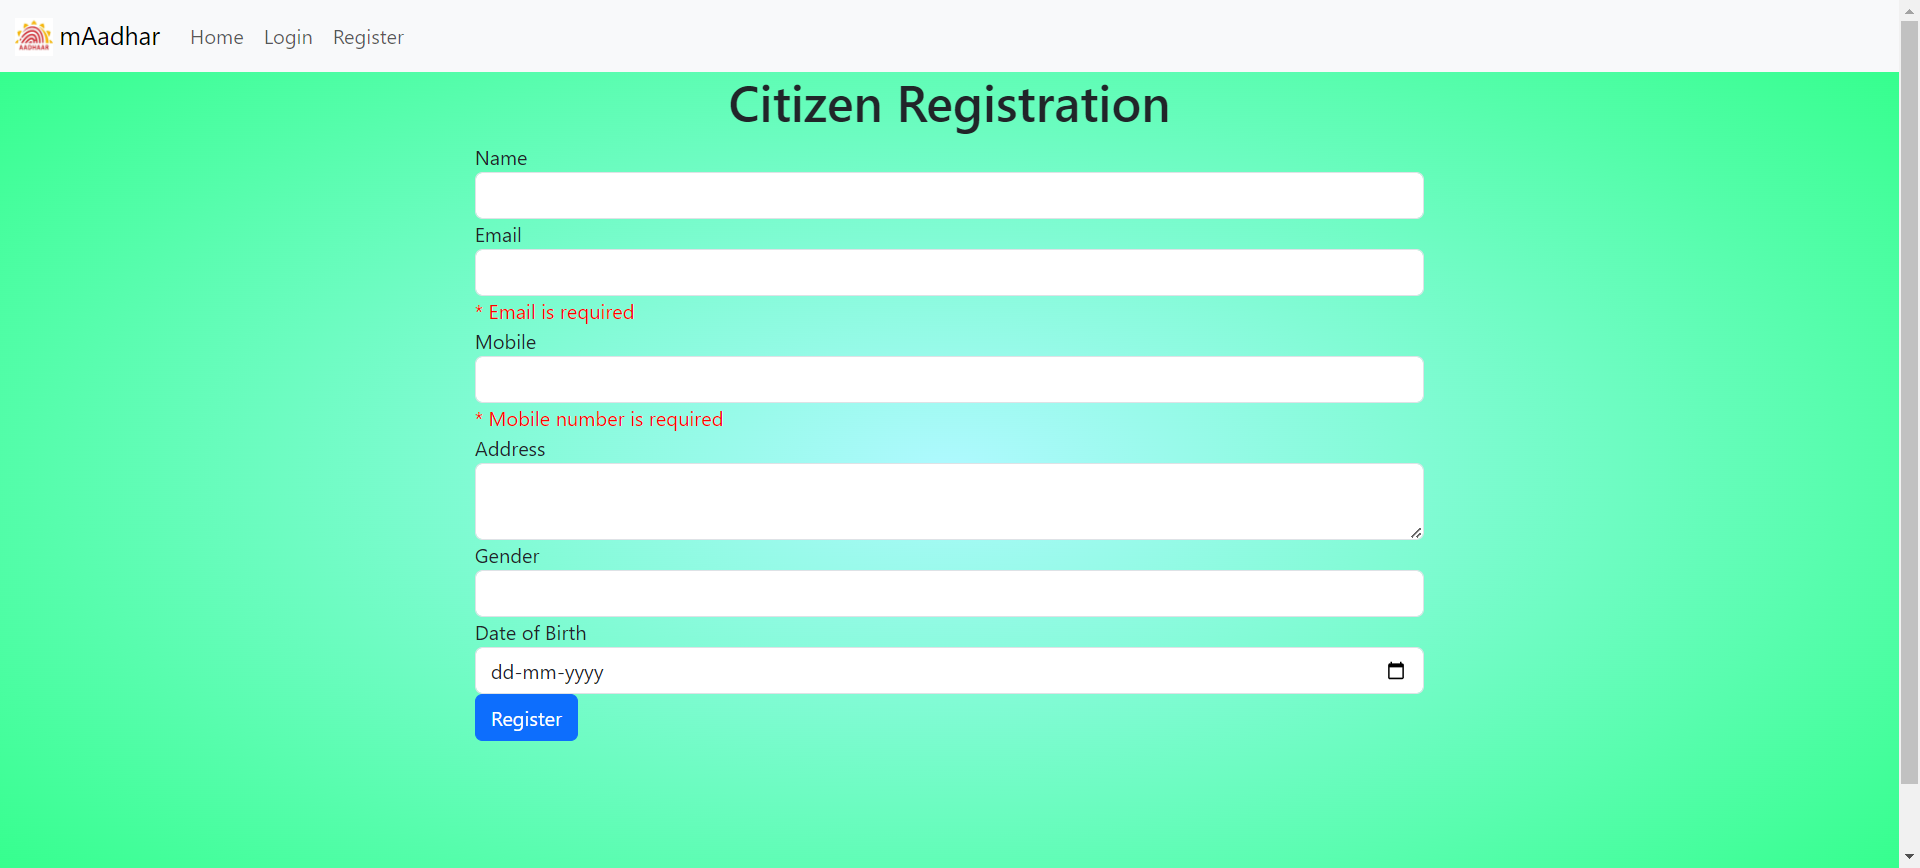 AADHAAR
mAadhar Home Login Register
Citizen Registration
Name
Email
* Email is required
Mobile
* Mobile number is required
Address
Gender
Date of Birth
dd-mm-yyyy
Register